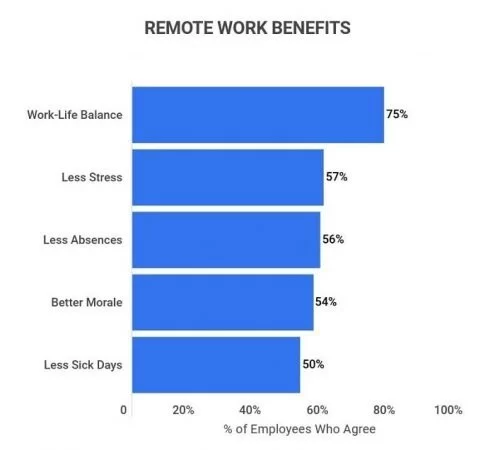 REMOTE WORK BENEFITS
Work-Life Balance 75%
Less Stress 57%
Less Absences 56%
Better Morale 54%
Less Sick Days 50%
0 20% 40% 60% 80% 100%
% of Employees Who Agree